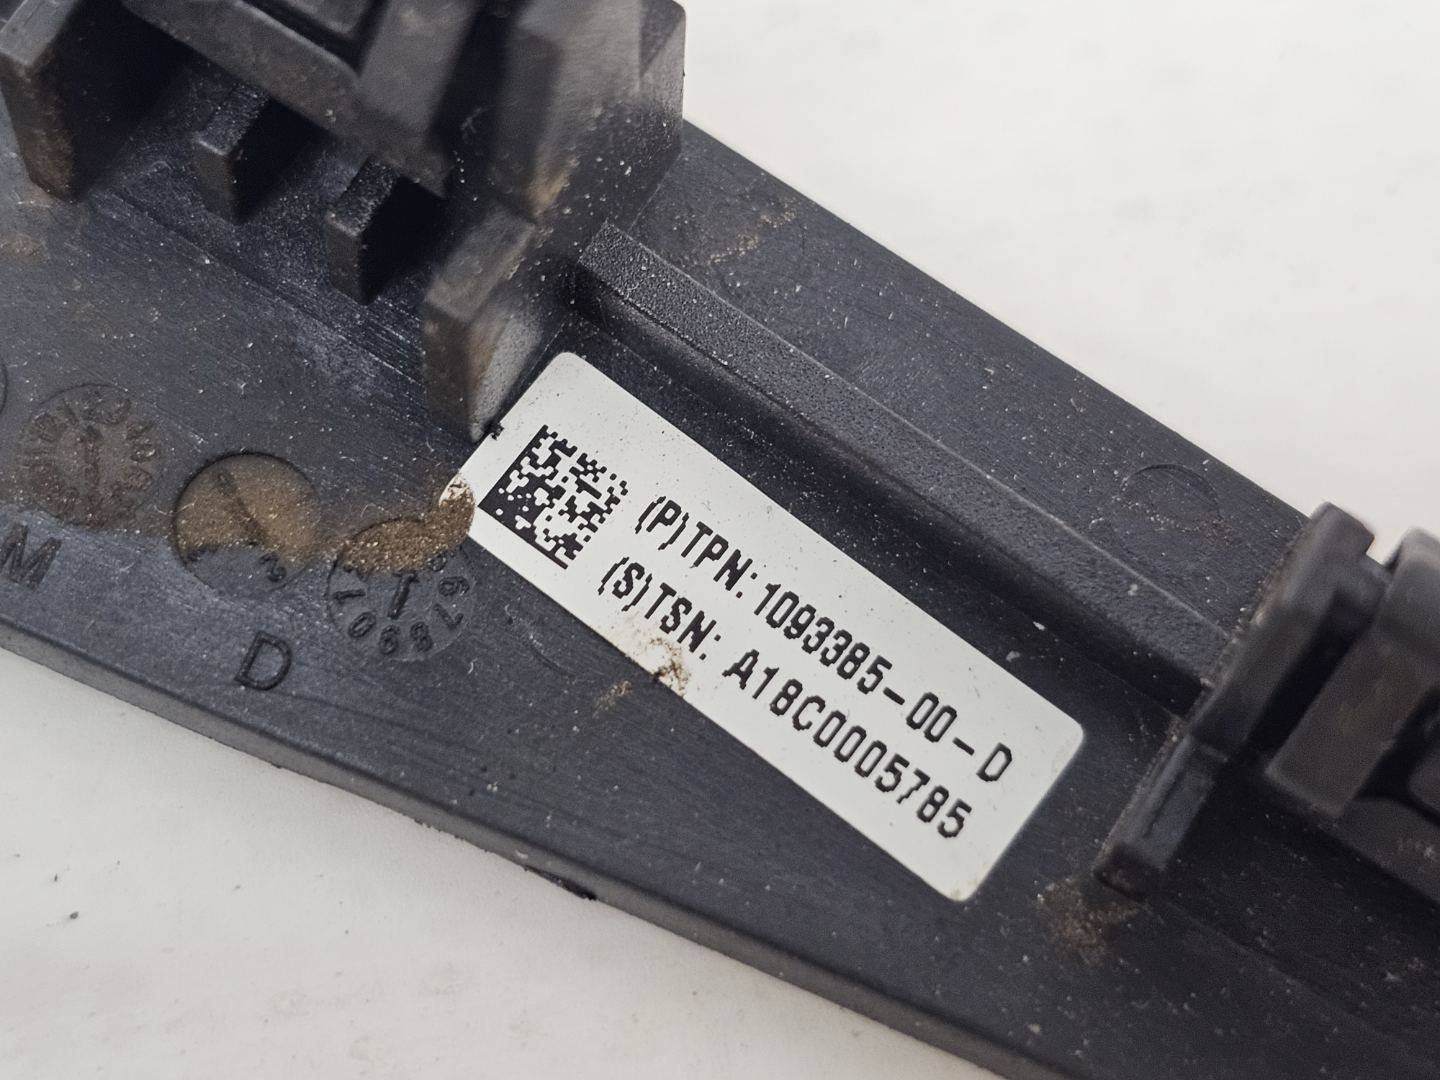 (P)TPN: 1093385-00-D
(S)TSN: A18C0005785
M
D